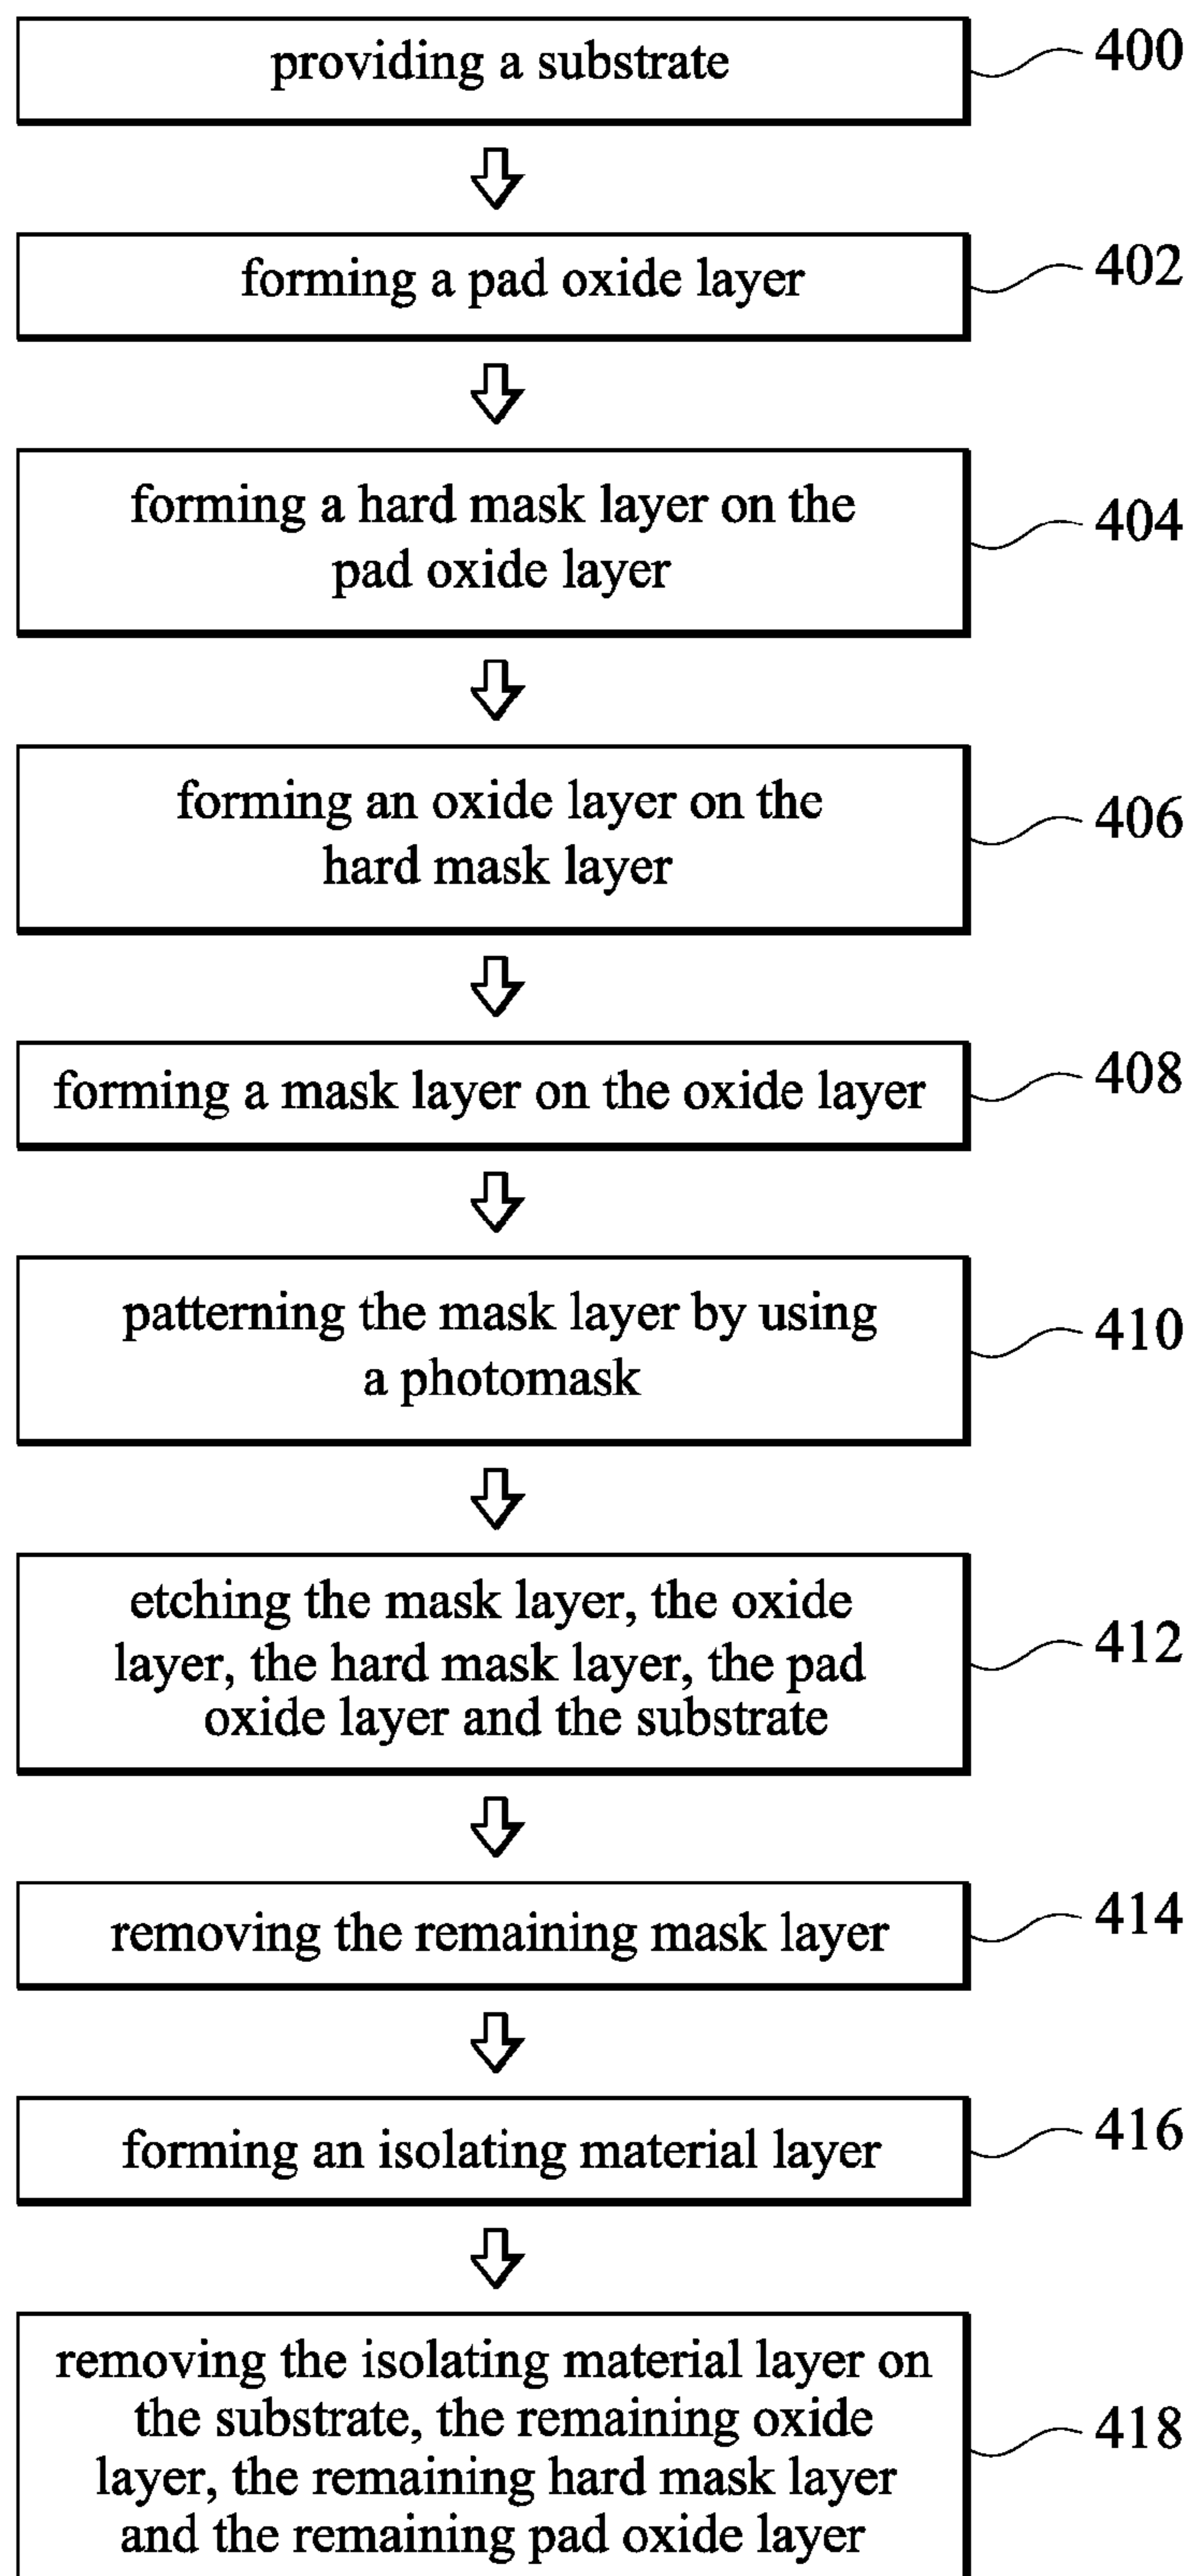 providing a substrate
400
forming a pad oxide layer
402
forming a hard mask layer on the
pad oxide layer
404
forming an oxide layer on the
hard mask layer
406
forming a mask layer on the oxide layer
408
patterning the mask layer by using
a photomask
410
etching the mask layer, the oxide
layer, the hard mask layer, the pad
oxide layer and the substrate
412
removing the remaining mask layer
414
forming an isolating material layer
416
removing the isolating material layer on
the substrate, the remaining oxide
layer, the remaining hard mask layer
and the remaining pad oxide layer
418